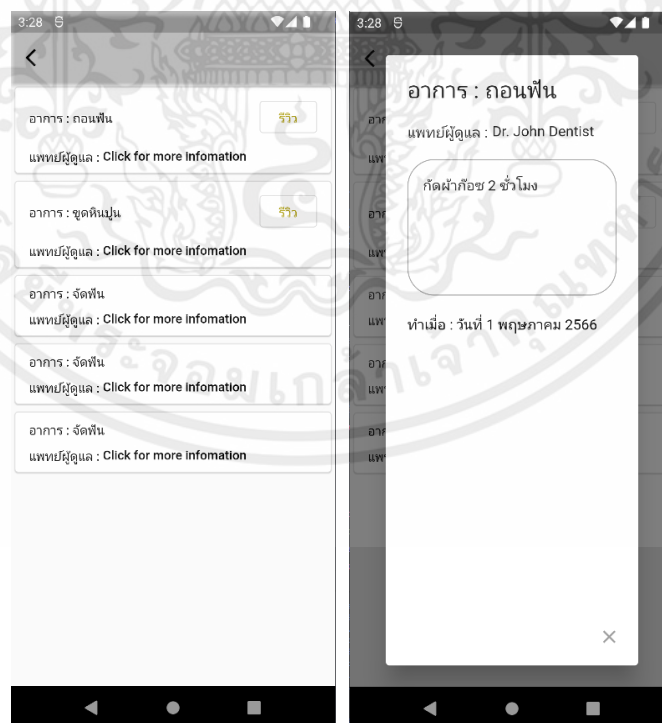 3:28
อาการ : ถอนฟัน
รีวิว
แพทย์ผู้ดูแล : Click for more infomation
อาการ : ขูดหินปูน
รีวิว
แพทย์ผู้ดูแล : Click for more infomation
อาการ : จัดฟัน
แพทย์ผู้ดูแล : Click for more infomation
อาการ : จัดฟัน
แพทย์ผู้ดูแล : Click for more infomation
อาการ : จัดฟัน
แพทย์ผู้ดูแล : Click for more infomation
3:28
อาการ : ถอนฟัน
แพทย์ผู้ดูแล : Dr. John Dentist
กัดผ้าก๊อซ 2 ชั่วโมง
ทำเมื่อ : วันที่ 1 พฤษภาคม 2566